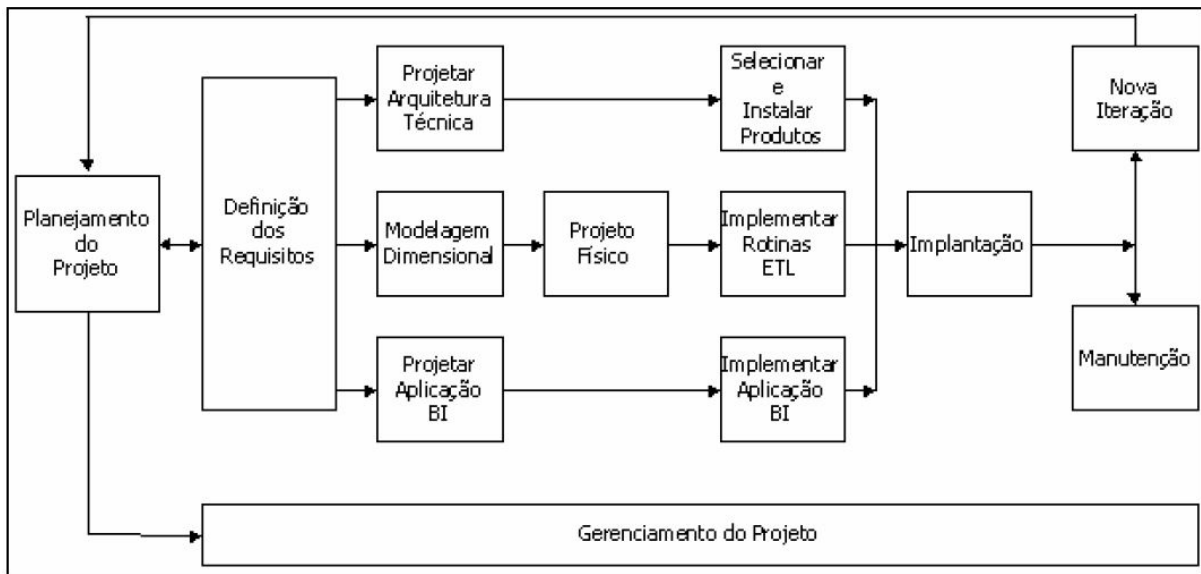 Planejamento
do
Projeto
Definição
dos
Requisitos
Projetar
Arquitetura
Técnica
Selecionar
e
Instalar
Produtos
Modelagem
Dimensional
Projeto
Físico
Implementar
Rotinas
ETL
Projetar
Aplicação
BI
Implementar
Aplicação
BI
Implantação
Nova
Iteração
Manutenção
Gerenciamento do Projeto